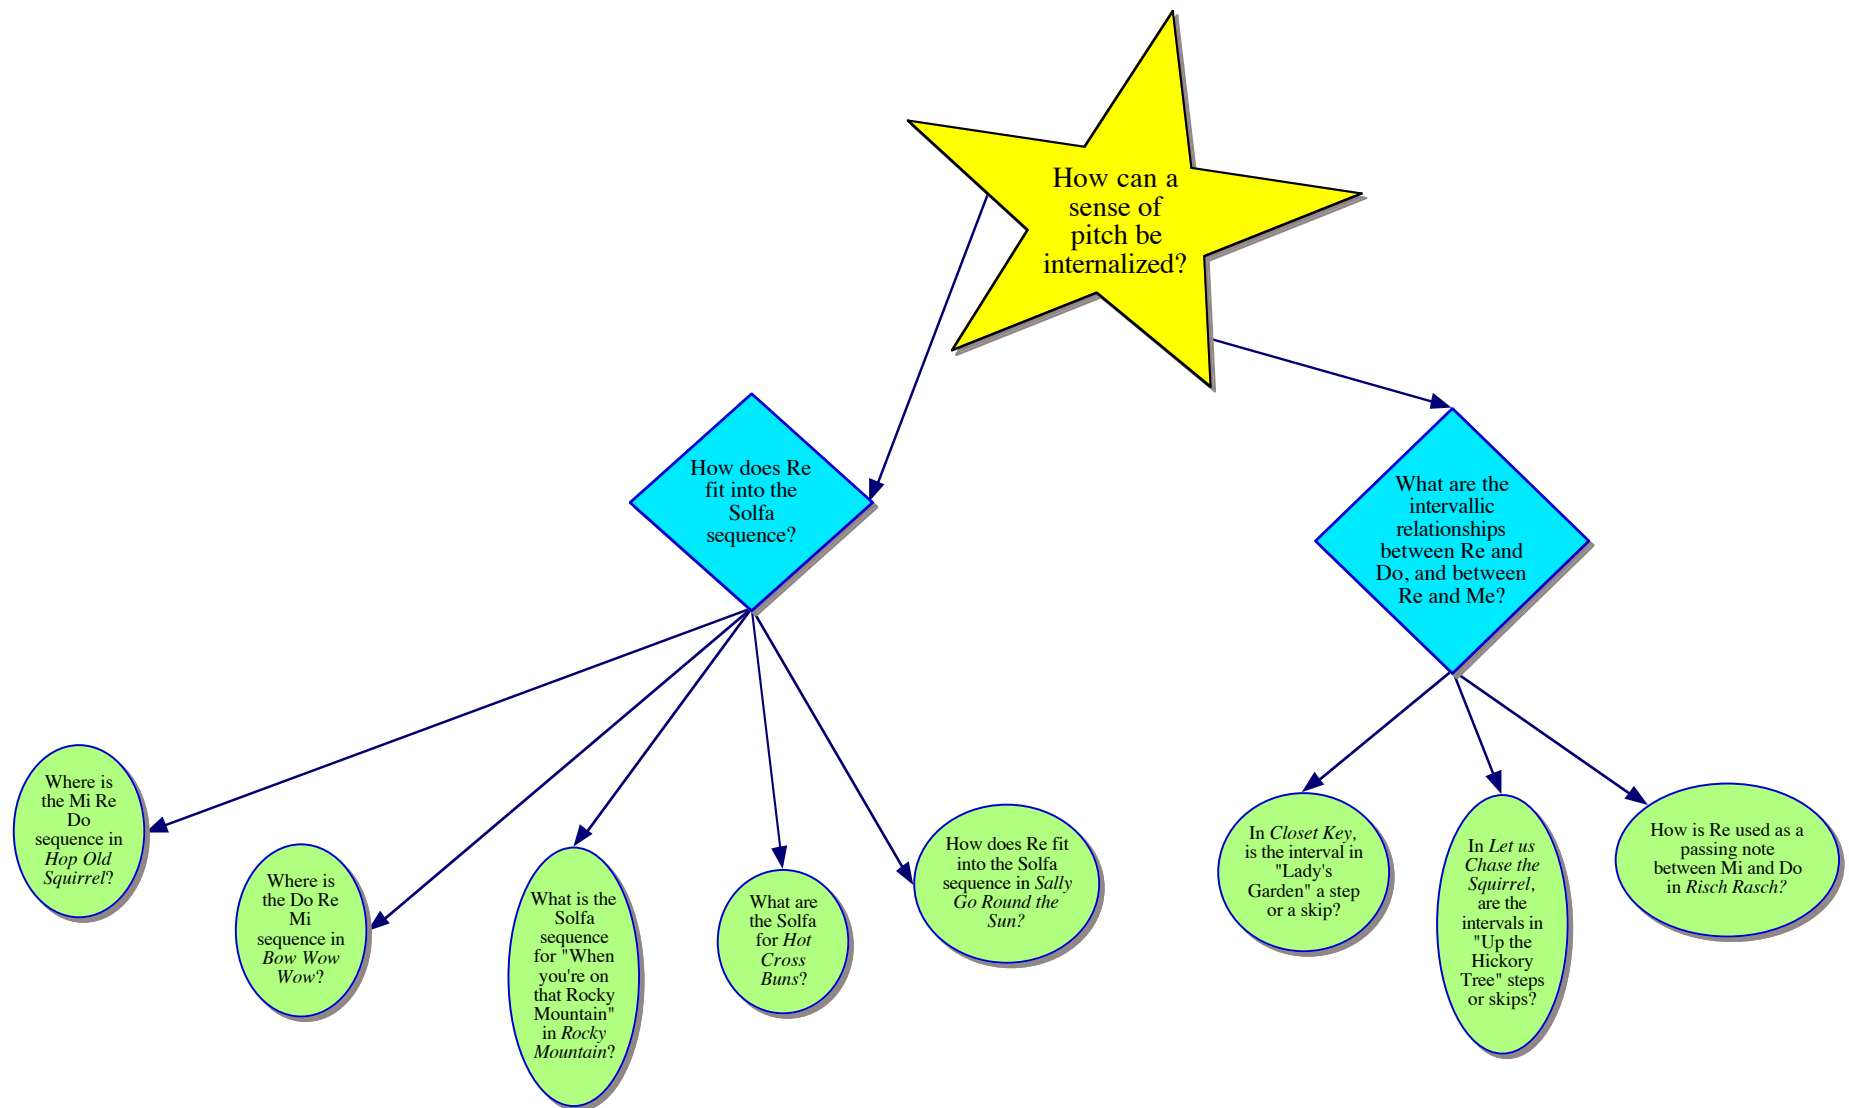 How can a
sense of
pitch be
internalized?
How does Re
fit into the
Solfa
sequence?
What are the
intervallic
relationships
between Re and
Do, and between
Re and Me?
Where is
the Mi Re
Do
sequence in
Hop Old
Squirrel?
Where is
the Do Re
Mi
sequence in
Bow Wow
Wow?
What is the
Solfa
sequence
for "When
you're on
that Rocky
Mountain"
in Rocky
Mountain?
What are
the Solfa
for Hot
Cross
Buns?
How does Re fit
into the Solfa
sequence in Sally
Go Round the
Sun?
In Closet Key,
is the interval in
"Lady's
Garden" a step
or a skip?
In Let us
Chase the
Squirrel,
are the
intervals in
"Up the
Hickory
Tree" steps
or skips?
How is Re used as a
passing note
between Mi and Do
in Risch Rasch?